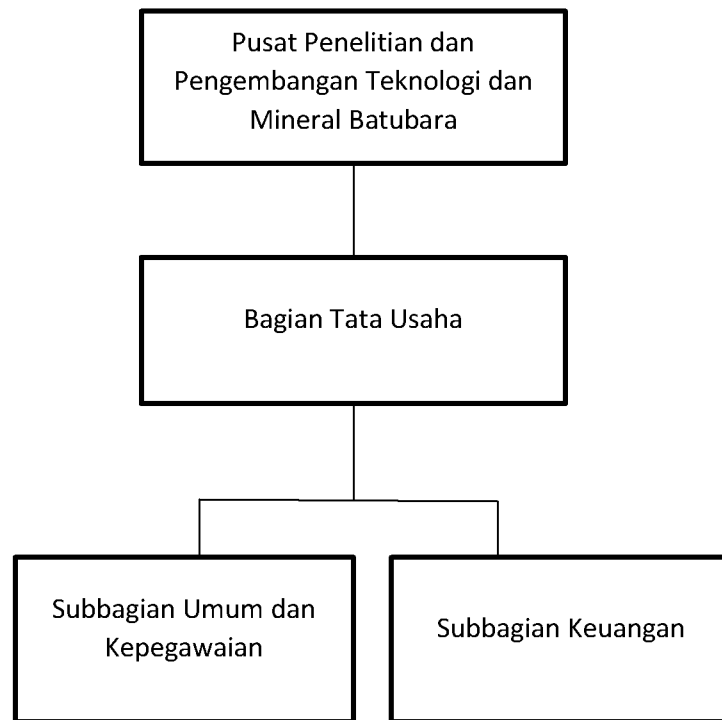 Pusat Penelitian dan
Pengembangan Teknologi dan
Mineral Batubara
Bagian Tata Usaha
Subbagian Umum dan
Kepegawaian
Subbagian Keuangan